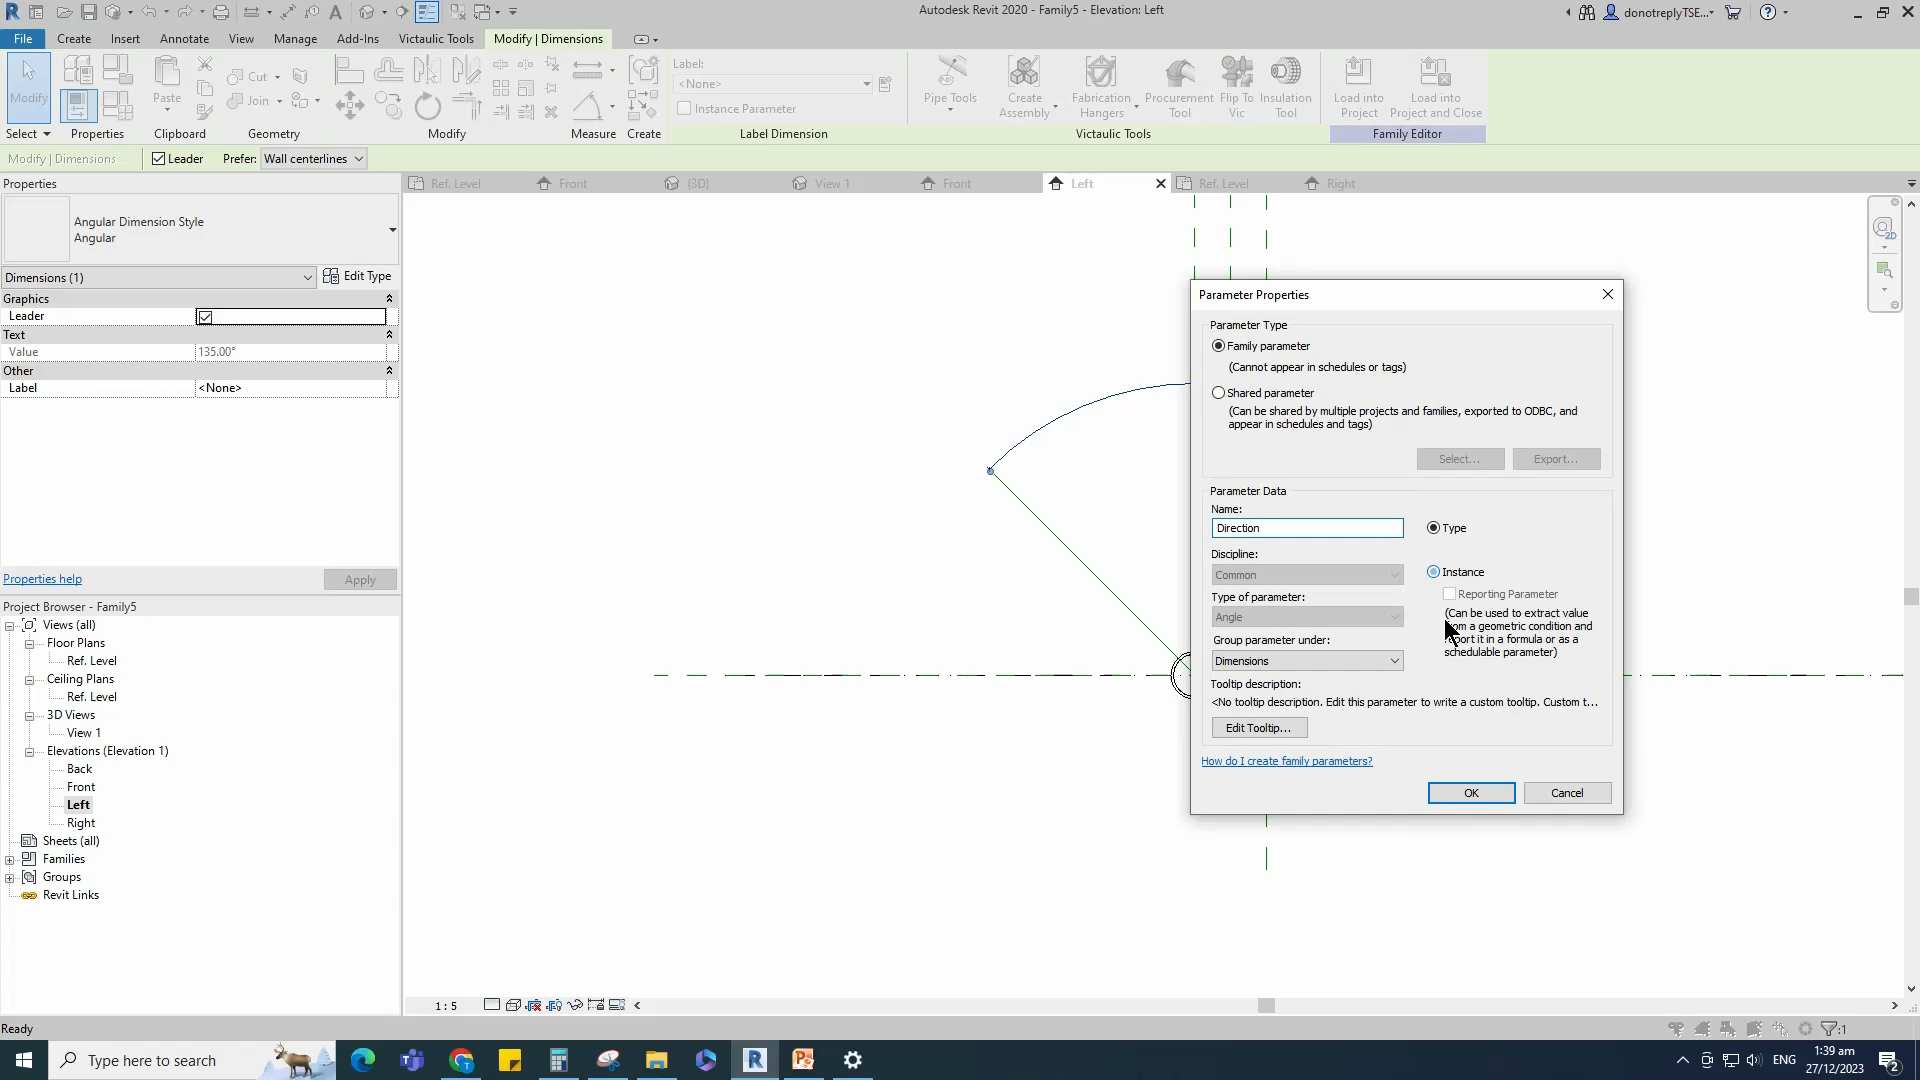 Autodesk Revit 2020 - Family5 - Elevation: Left
donotreplyTSE...
File Create Insert Annotate View Manage Add-Ins Victaulic Tools Modify | Dimensions
Modify
Paste
Cut
Join
Label:
<None>
Instance Parameter
Pipe Tools
Create Assembly
Fabrication Hangers
Procurement Tool
Flip To Vic
Insulation Tool
Load into Project
Load into Project and Close
Select Properties Clipboard Geometry Modify Measure Create Label Dimension Victaulic Tools Family Editor
Modify | Dimensions Leader Prefer: Wall centerlines
Properties
Ref. Level Front {3D} View 1 Front Left Ref. Level Right
Angular Dimension Style
Angular
Dimensions (1) Edit Type
Graphics
Leader
Text
Value 135.00°
Other
Label <None>
Properties help Apply
Project Browser - Family5
Views (all)
Floor Plans
Ref. Level
Ceiling Plans
Ref. Level
3D Views
View 1
Elevations (Elevation 1)
Back
Front
Left
Right
Sheets (all)
Families
Groups
Revit Links
2D
Parameter Properties
Parameter Type
Family parameter
(Cannot appear in schedules or tags)
Shared parameter
(Can be shared by multiple projects and families, exported to ODBC, and
appear in schedules and tags)
Select... Export...
Parameter Data
Name:
Direction
Type
Discipline:
Common
Instance
Reporting Parameter
Type of parameter:
Angle
(Can be used to extract value
from a geometric condition and
report it in a formula or as a
schedulable parameter)
Group parameter under:
Dimensions
Tooltip description:
<No tooltip description. Edit this parameter to write a custom tooltip. Custom t...
Edit Tooltip...
How do I create family parameters?
OK Cancel
1 : 5
Ready
:1
Type here to search
ENG
1:39 am
27/12/2023
2